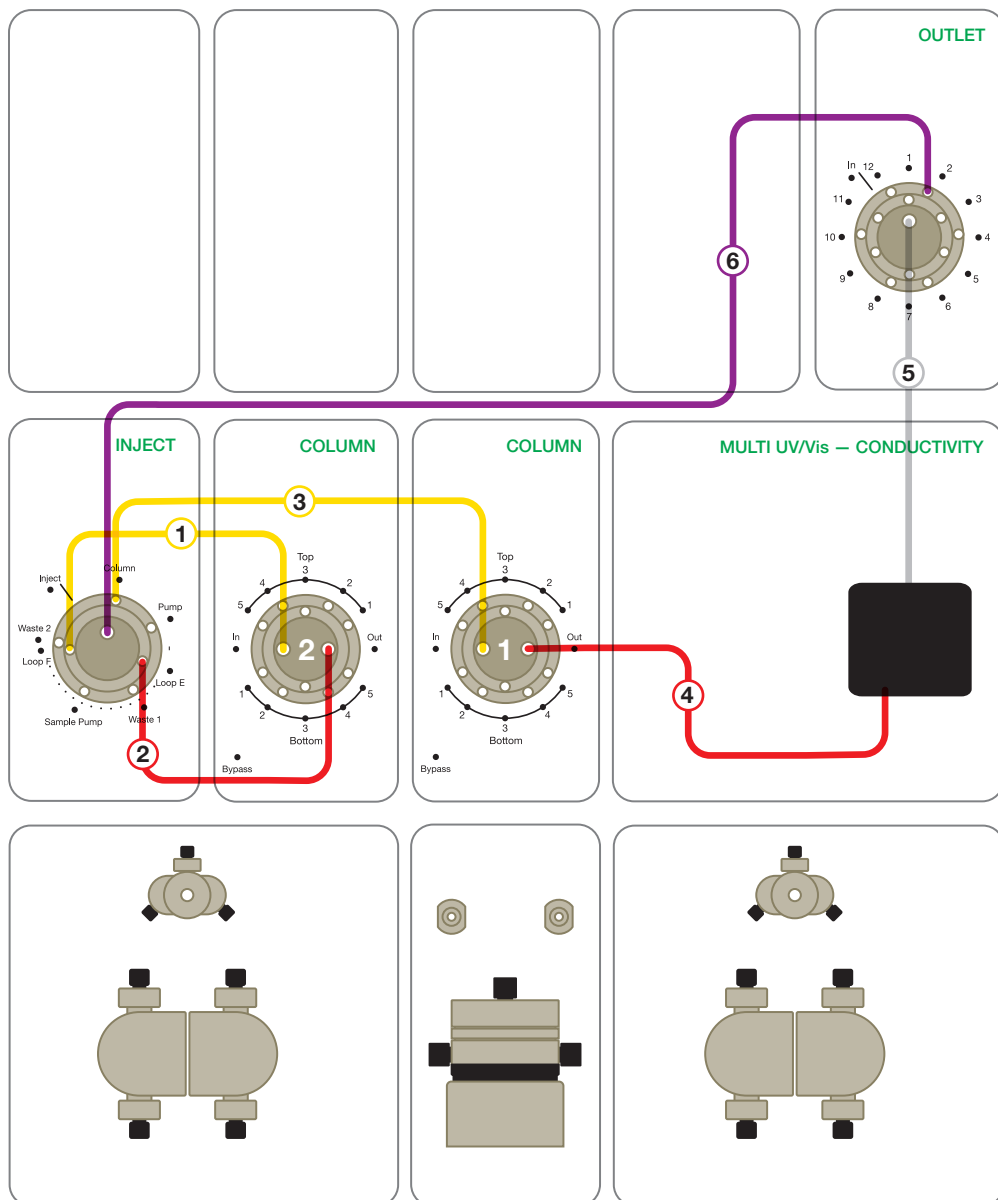 OUTLET
In
12
1
2
3
4
5
6
7
8
9
10
11
6
5
INJECT
COLUMN
COLUMN
MULTI UV/Vis — CONDUCTIVITY
3
1
Column
Inject
Pump
Waste 2
Loop F
Loop E
Sample Pump
Waste 1
2
Top
3
4
2
5
1
In
2
Out
1
5
2
4
3
Bottom
Bypass
Top
3
4
2
5
1
In
1
Out
1
5
2
4
3
Bottom
Bypass
4